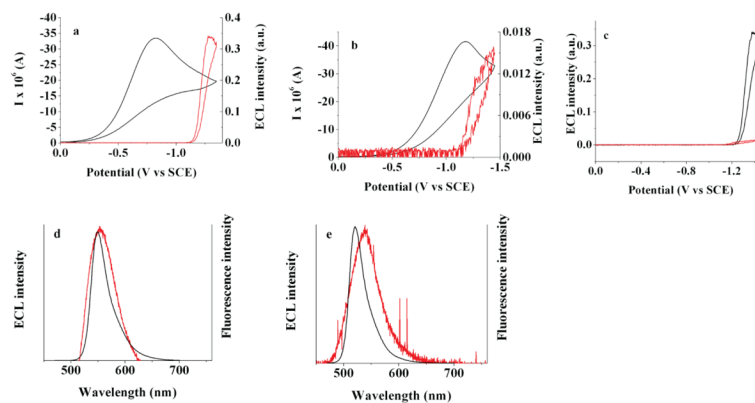 a
-40
-35
-30
-25
-20
-15
-10
-5
0
0.0
-0.5
-1.0
0.4
0.3
0.2
0.1
0.0
I x 10⁶ (A)
ECL intensity (a.u.)
Potential (V vs SCE)
b
-40
-30
-20
-10
0
0.0
-0.5
-1.0
-1.5
0.018
0.012
0.006
0.000
I x 10⁶ (A)
ECL intensity (a.u.)
Potential (V vs SCE)
c
0.3
0.2
0.1
0.0
0.0
-0.4
-0.8
-1.2
ECL intensity (a.u.)
Potential (V vs SCE)
d
500
600
700
ECL intensity
Fluorescence intensity
Wavelength (nm)
e
500
600
700
ECL intensity
Fluorescence intensity
Wavelength (nm)